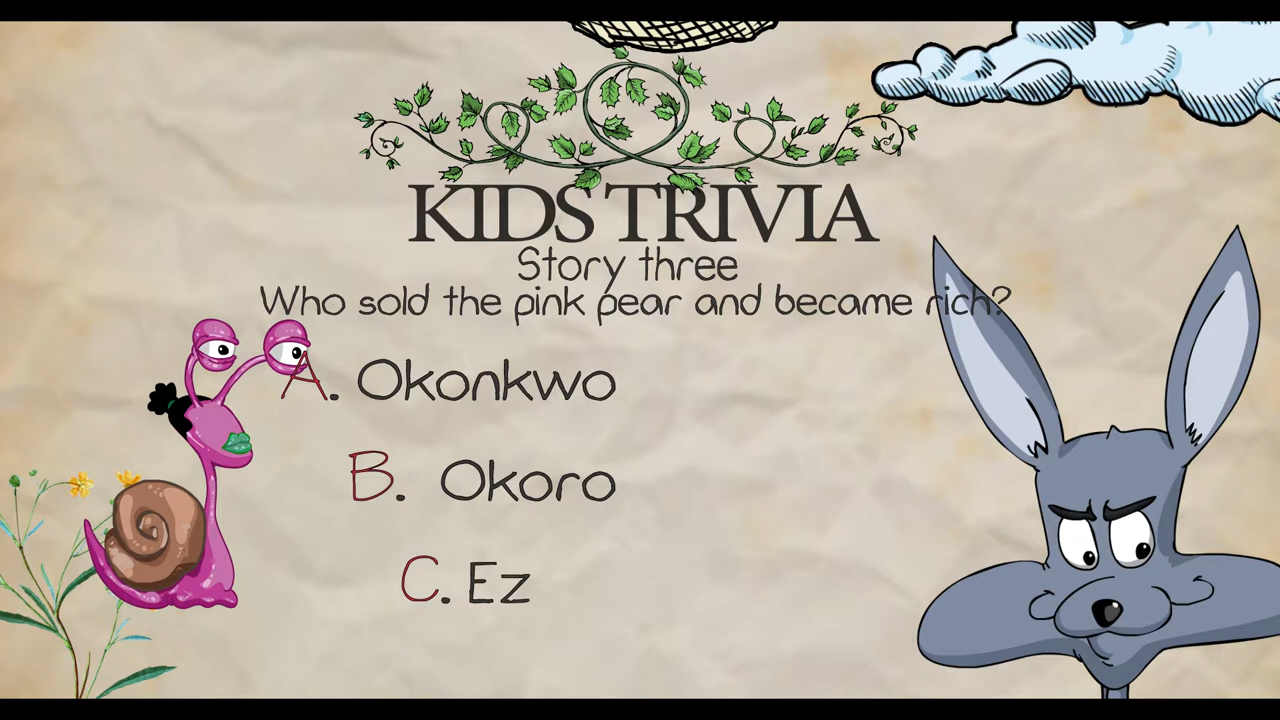 KIDS TRIVIA
Story three
Who sold the pink pear and became rich?
A. Okonkwo
B. Okoro
C. Ez